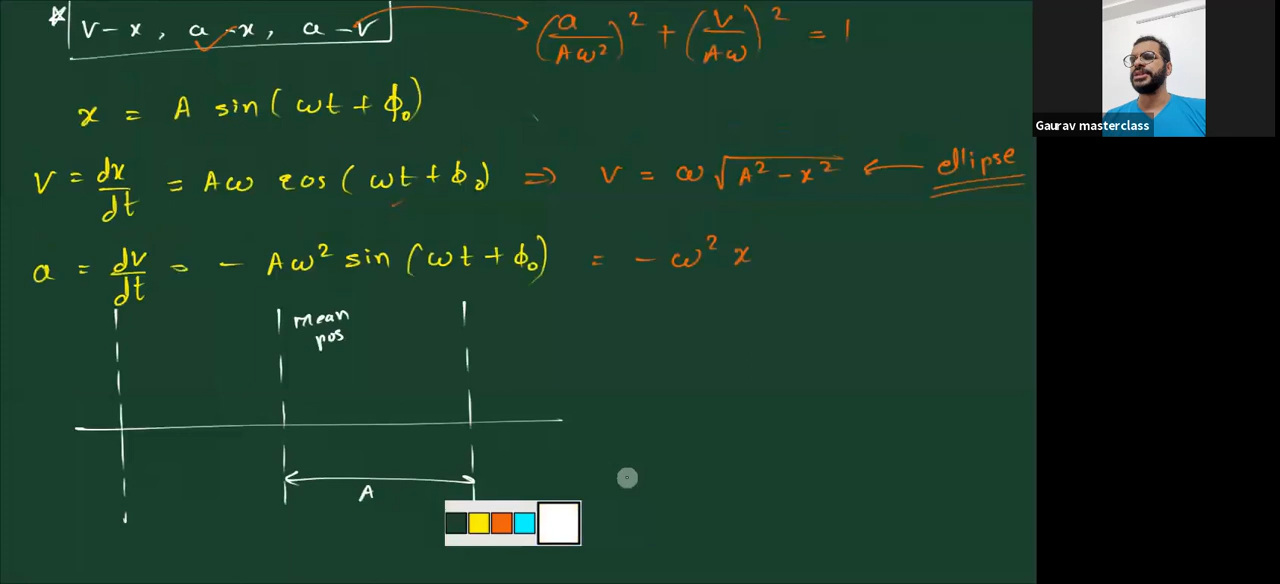 V-x, a-x, a-v
(a/Aω²)² + (v/Aω)² = 1
x = A sin(ωt + ϕ₀)
V = dx/dt = Aω cos(ωt + ϕ₀) ⇒ v = ω√(A² - x²) ← ellipse
a = dv/dt = - Aω² sin(ωt + ϕ₀) = - ω² x
Mean
pos
A
Gaurav masterclass